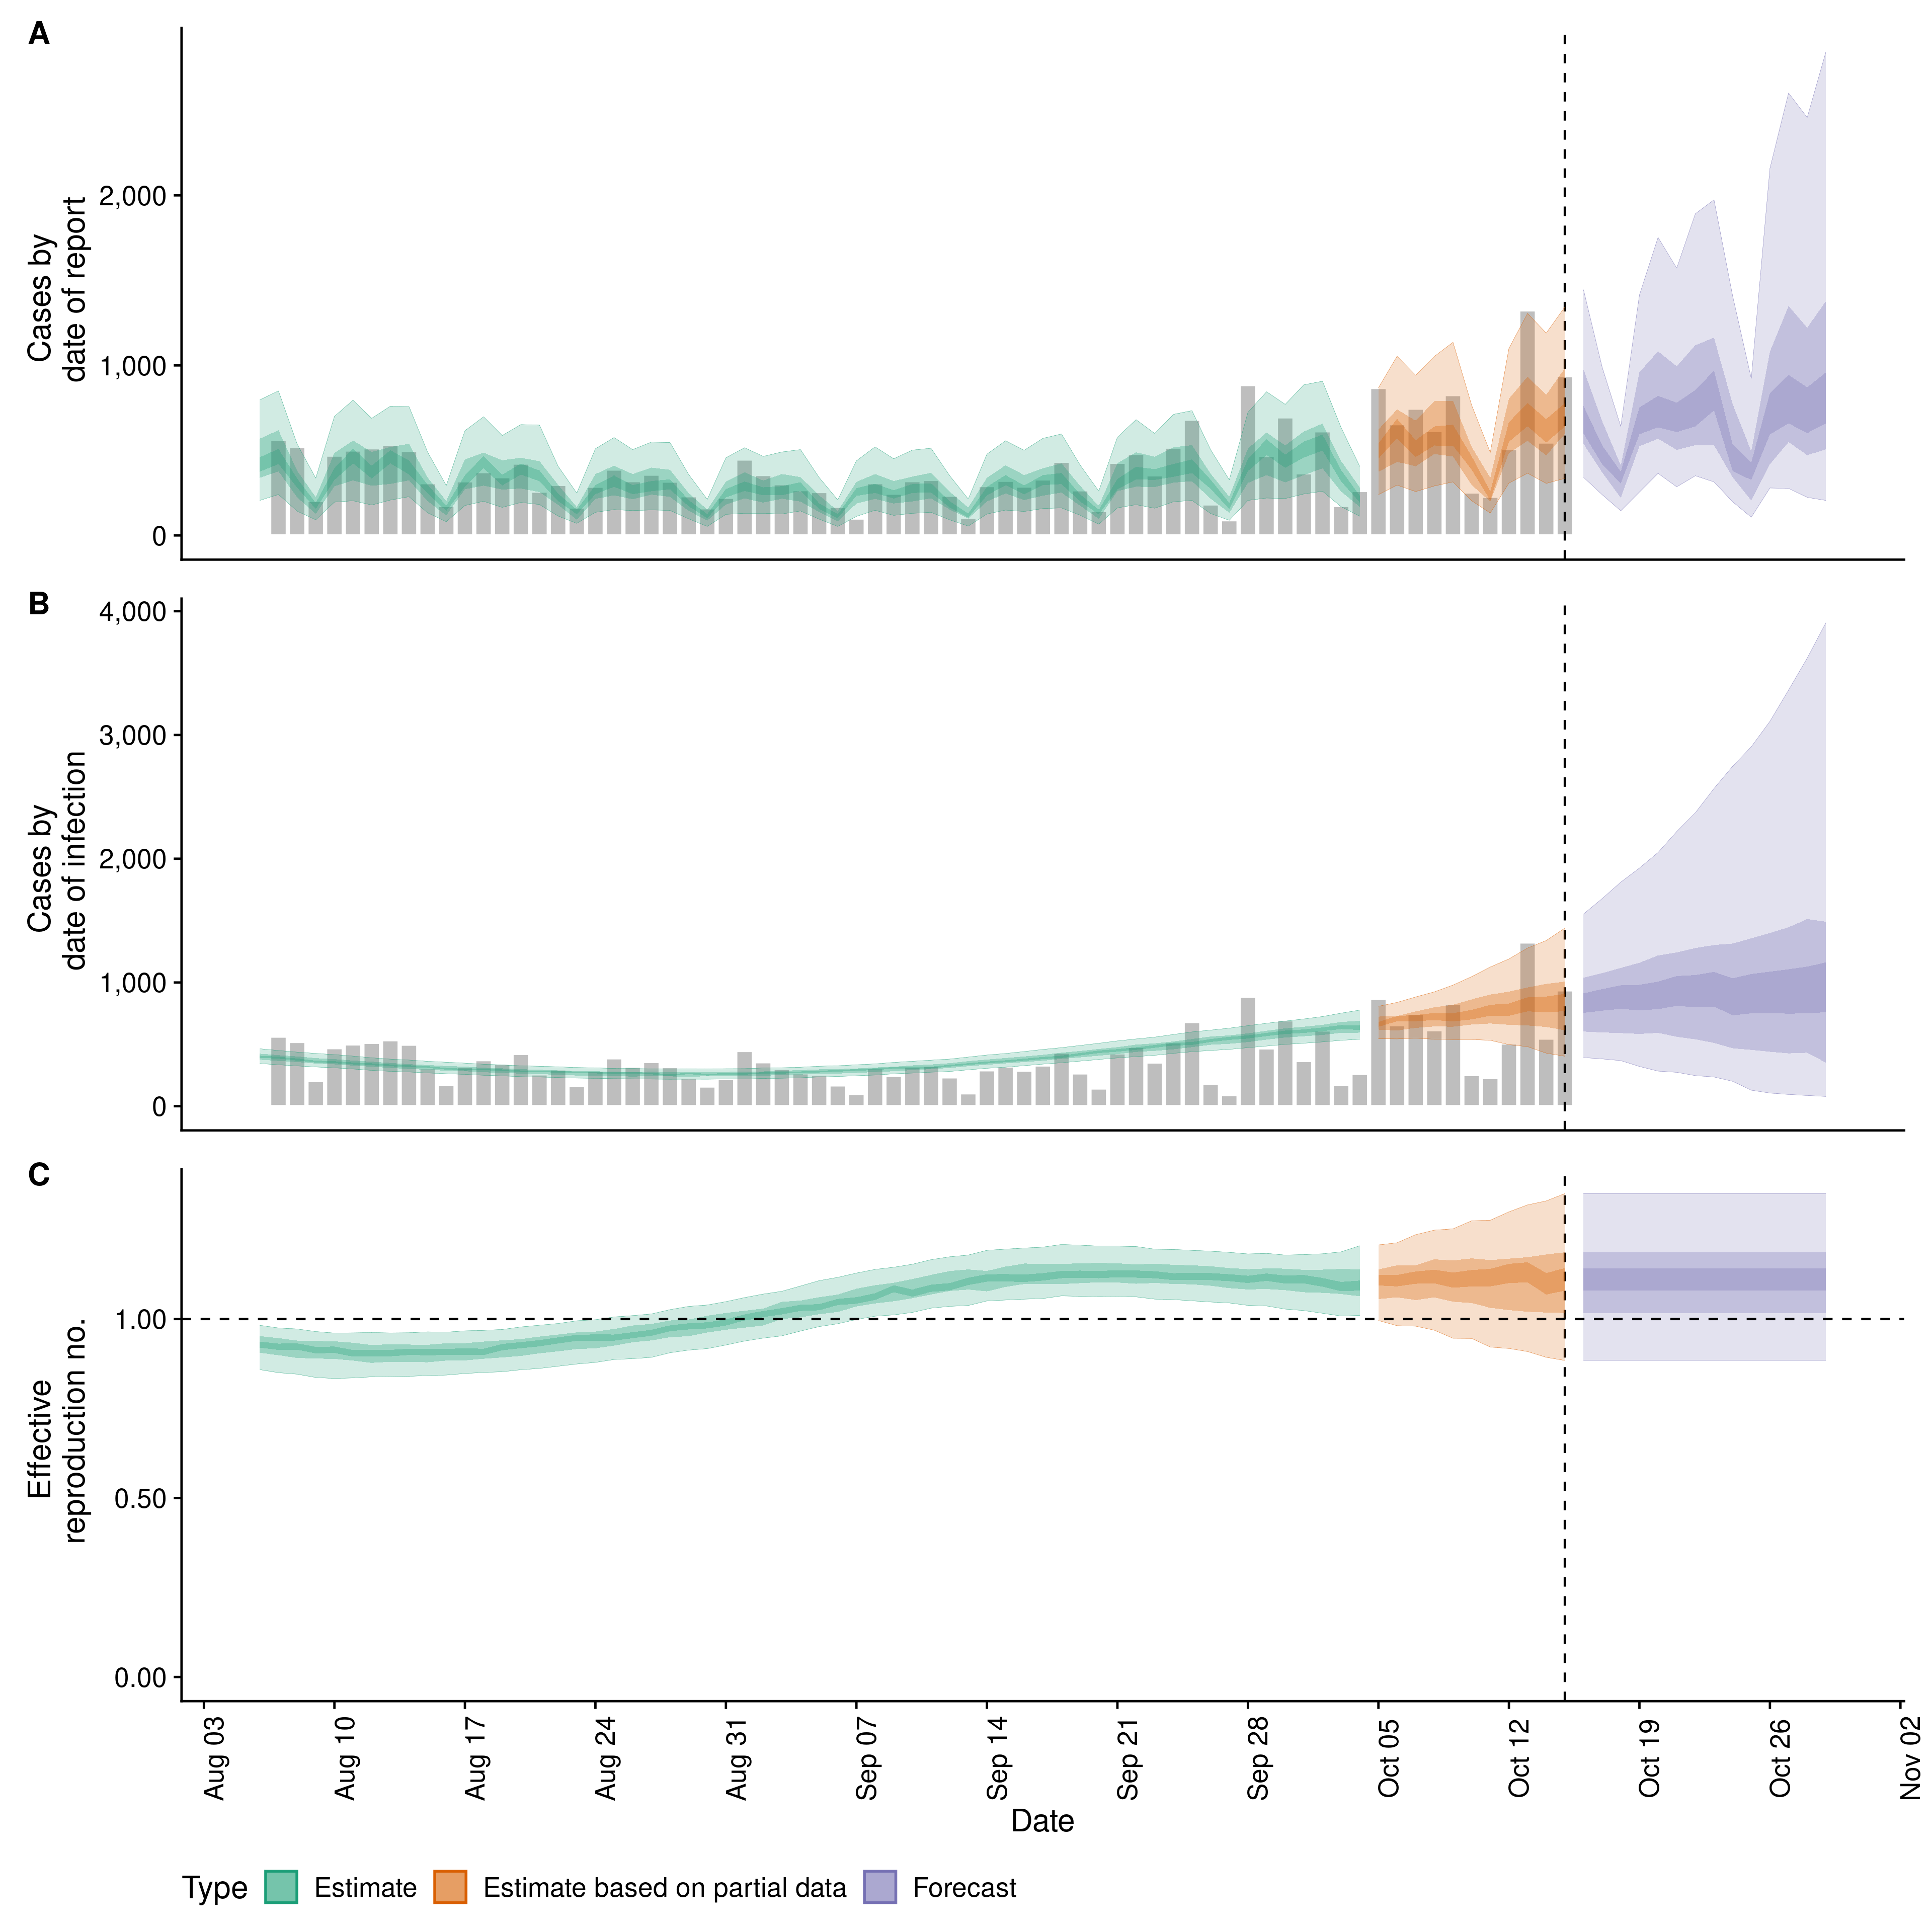 A
Cases by
date of report
2,000
1,000
0
B
Cases by
date of infection
4,000
3,000
2,000
1,000
0
C
Effective
reproduction no.
1.00
0.50
0.00
Aug 03
Aug 10
Aug 17
Aug 24
Aug 31
Sep 07
Sep 14
Sep 21
Sep 28
Oct 05
Oct 12
Oct 19
Oct 26
Nov 02
Date
Type Estimate Estimate based on partial data Forecast